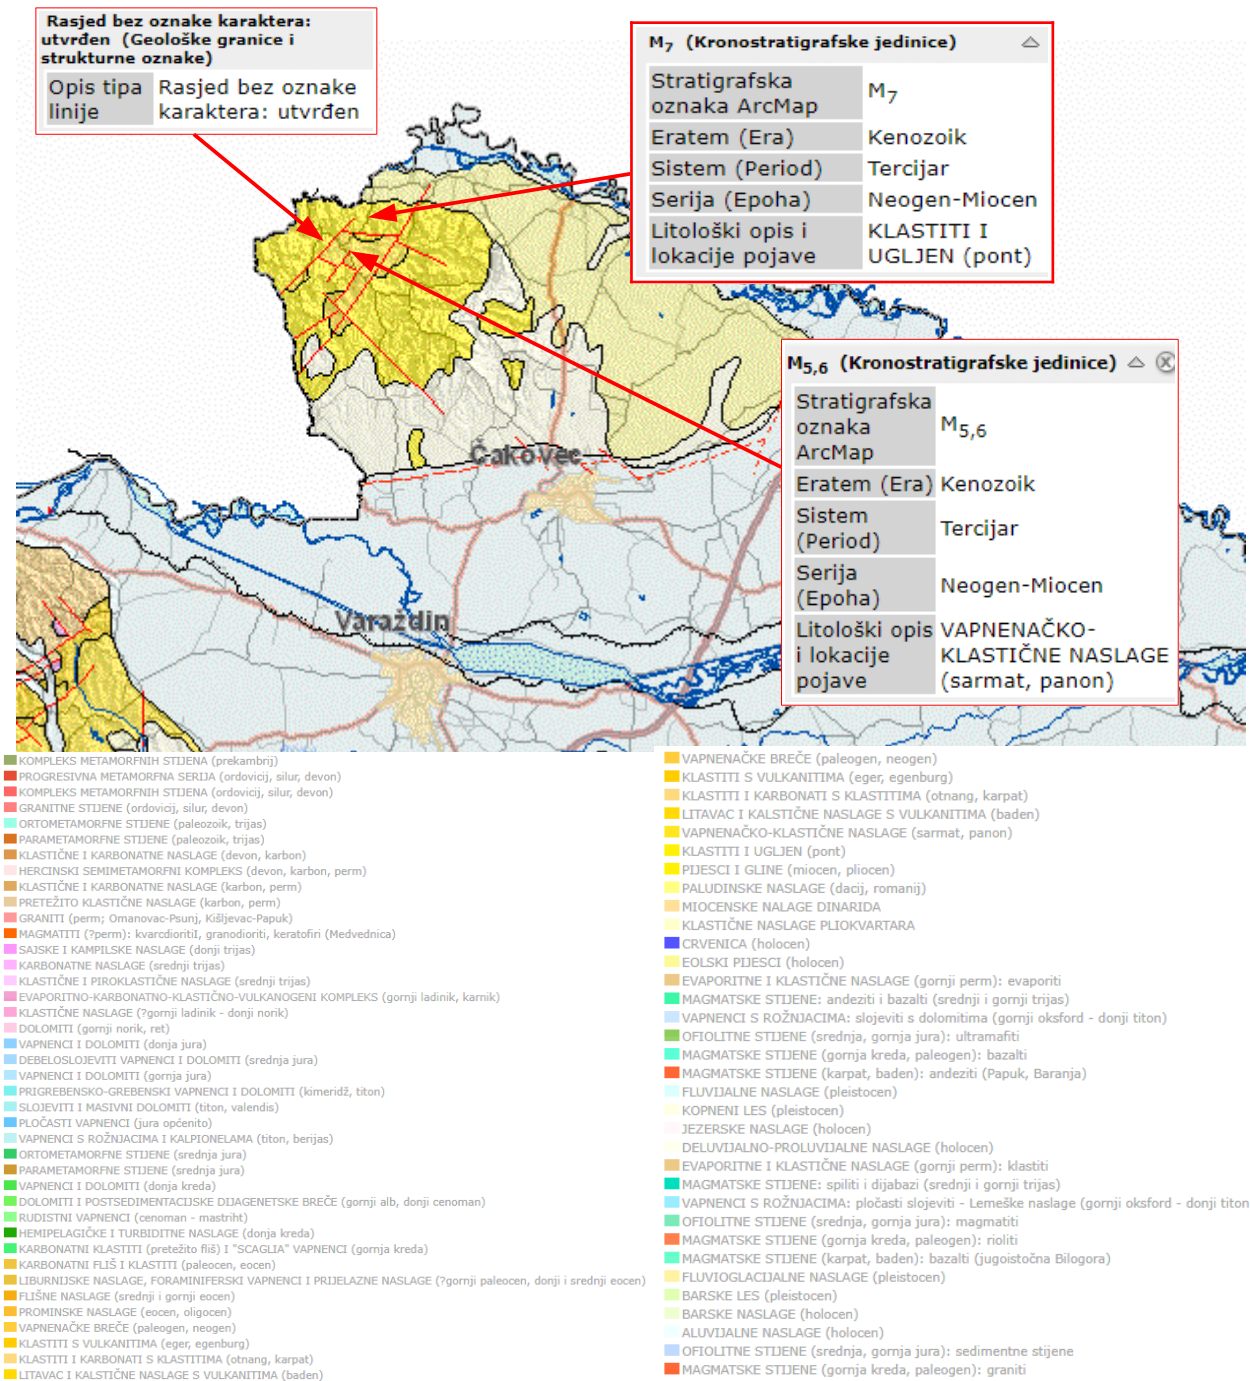 Rasjed bez oznake karaktera:
utvrđen (Geološke granice i
strukturne oznake)
Opis tipa
linije
Rasjed bez oznake
karaktera: utvrđen
M7 (Kronostratigrafske jedinice)
Stratigrafska
oznaka ArcMap
M7
Eratem (Era)
Kenozoik
Sistem (Period)
Tercijar
Serija (Epoha)
Neogen-Miocen
Litološki opis i
lokacije pojave
KLASTITI I
UGLJEN (pont)
M5,6 (Kronostratigrafske jedinice)
Stratigrafska
oznaka
ArcMap
M5,6
Eratem (Era)
Kenozoik
Sistem
(Period)
Tercijar
Serija
(Epoha)
Neogen-Miocen
Litološki opis
i lokacije
pojave
VAPNENAČKO-
KLASTIČNE NASLAGE
(sarmat, panon)
Čakovec
Varaždin
KOMPLEKS METAMORFNIH STIJENA (prekambrij)
PROGRESIVNA METAMORFNA SERIJA (ordovicij, silur, devon)
KOMPLEKS METAMORFNIH STIJENA (ordovicij, silur, devon)
GRANITNE STIJENE (ordovicij, silur, devon)
ORTOMETAMORFNE STIJENE (paleozoik, trijas)
PARAMETAMORFNE STIJENE (paleozoik, trijas)
KLASTIČNE I KARBONATNE NASLAGE (devon, karbon)
HERCINSKI SEMIMETAMORFNI KOMPLEKS (devon, karbon, perm)
KLASTIČNE I KARBONATNE NASLAGE (karbon, perm)
PRETEŽITO KLASTIČNE NASLAGE (karbon, perm)
GRANITI (perm; Omanovac-Psunj, Kišljevac-Papuk)
MAGMATITI (?perm): kvarcdioritiI, granodioriti, keratofiri (Medvednica)
SAJSKE I KAMPILSKE NASLAGE (donji trijas)
KARBONATNE NASLAGE (srednji trijas)
KLASTIČNE I PIROKLASTIČNE NASLAGE (srednji trijas)
EVAPORITNO-KARBONATNO-KLASTIČNO-VULKANOGENI KOMPLEKS (gornji ladinik, karnik)
KLASTIČNE NASLAGE (?gornji ladinik - donji norik)
DOLOMITI (gornji norik, ret)
VAPNENCI I DOLOMITI (donja jura)
DEBELOSLOJEVITI VAPNENCI I DOLOMITI (srednja jura)
VAPNENCI I DOLOMITI (gornja jura)
PRIGREBENSKO-GREBENSKI VAPNENCI I DOLOMITI (kimeridž, titon)
SLOJEVITI I MASIVNI DOLOMITI (titon, valendis)
PLOČASTI VAPNENCI (jura općenito)
VAPNENCI S ROŽNJACIMA I KALPIONELAMA (titon, berijas)
ORTOMETAMORFNE STIJENE (srednja jura)
PARAMETAMORFNE STIJENE (srednja jura)
VAPNENCI I DOLOMITI (donja kreda)
DOLOMITI I POSTSEDIMENTACIJSKE DIJAGENETSKE BREČE (gornji alb, donji cenoman)
RUDISTNI VAPNENCI (cenoman - mastriht)
HEMIPELAGIČKE I TURBIDITNE NASLAGE (donja kreda)
KARBONATNI KLASTITI (pretežito fliš) I "SCAGLIA" VAPNENCI (gornja kreda)
KARBONATNI FLIŠ I KLASTITI (paleocen, eocen)
LIBURNIJSKE NASLAGE, FORAMINIFERSKI VAPNENCI I PRIJELAZNE NASLAGE (?gornji paleocen, donji i srednji eocen)
FLIŠNE NASLAGE (srednji i gornji eocen)
PROMINSKE NASLAGE (eocen, oligocen)
VAPNENAČKE BREČE (paleogen, neogen)
KLASTITI S VULKANITIMA (eger, egenburg)
KLASTITI I KARBONATI S KLASTITIMA (otnang, karpat)
LITAVAC I KALSTIČNE NASLAGE S VULKANITIMA (baden)
VAPNENAČKE BREČE (paleogen, neogen)
KLASTITI S VULKANITIMA (eger, egenburg)
KLASTITI I KARBONATI S KLASTITIMA (otnang, karpat)
LITAVAC I KALSTIČNE NASLAGE S VULKANITIMA (baden)
VAPNENAČKO-KLASTIČNE NASLAGE (sarmat, panon)
KLASTITI I UGLJEN (pont)
PIJESCI I GLINE (miocen, pliocen)
PALUDINSKE NASLAGE (dacij, romanij)
MIOCENSKE NALAGE DINARIDA
KLASTIČNE NASLAGE PLIOKVARTARA
CRVENICA (holocen)
EOLSKI PIJESCI (holocen)
EVAPORITNE I KLASTIČNE NASLAGE (gornji perm): evaporiti
MAGMATSKE STIJENE: andeziti i bazalti (srednji i gornji trijas)
VAPNENCI S ROŽNJACIMA: slojeviti s dolomitima (gornji oksford - donji titon)
OFIOLITNE STIJENE (srednja, gornja jura): ultramafiti
MAGMATSKE STIJENE (gornja kreda, paleogen): bazalti
MAGMATSKE STIJENE (karpat, baden): andeziti (Papuk, Baranja)
FLUVIJALNE NASLAGE (pleistocen)
KOPNENI LES (pleistocen)
JEZERSKE NASLAGE (holocen)
DELUVIJALNO-PROLUVIJALNE NASLAGE (holocen)
EVAPORITNE I KLASTIČNE NASLAGE (gornji perm): klastiti
MAGMATSKE STIJENE: spiliti i dijabazi (srednji i gornji trijas)
VAPNENCI S ROŽNJACIMA: pločasti slojeviti - Lemeške naslage (gornji oksford - donji titon
OFIOLITNE STIJENE (srednja, gornja jura): magmatiti
MAGMATSKE STIJENE (gornja kreda, paleogen): rioliti
MAGMATSKE STIJENE (karpat, baden): bazalti (jugoistočna Bilogora)
FLUVIOGLACIJALNE NASLAGE (pleistocen)
BARSKE LES (pleistocen)
BARSKE NASLAGE (holocen)
ALUVIJALNE NASLAGE (holocen)
OFIOLITNE STIJENE (srednja, gornja jura): sedimentne stijene
MAGMATSKE STIJENE (gornja kreda, paleogen): graniti